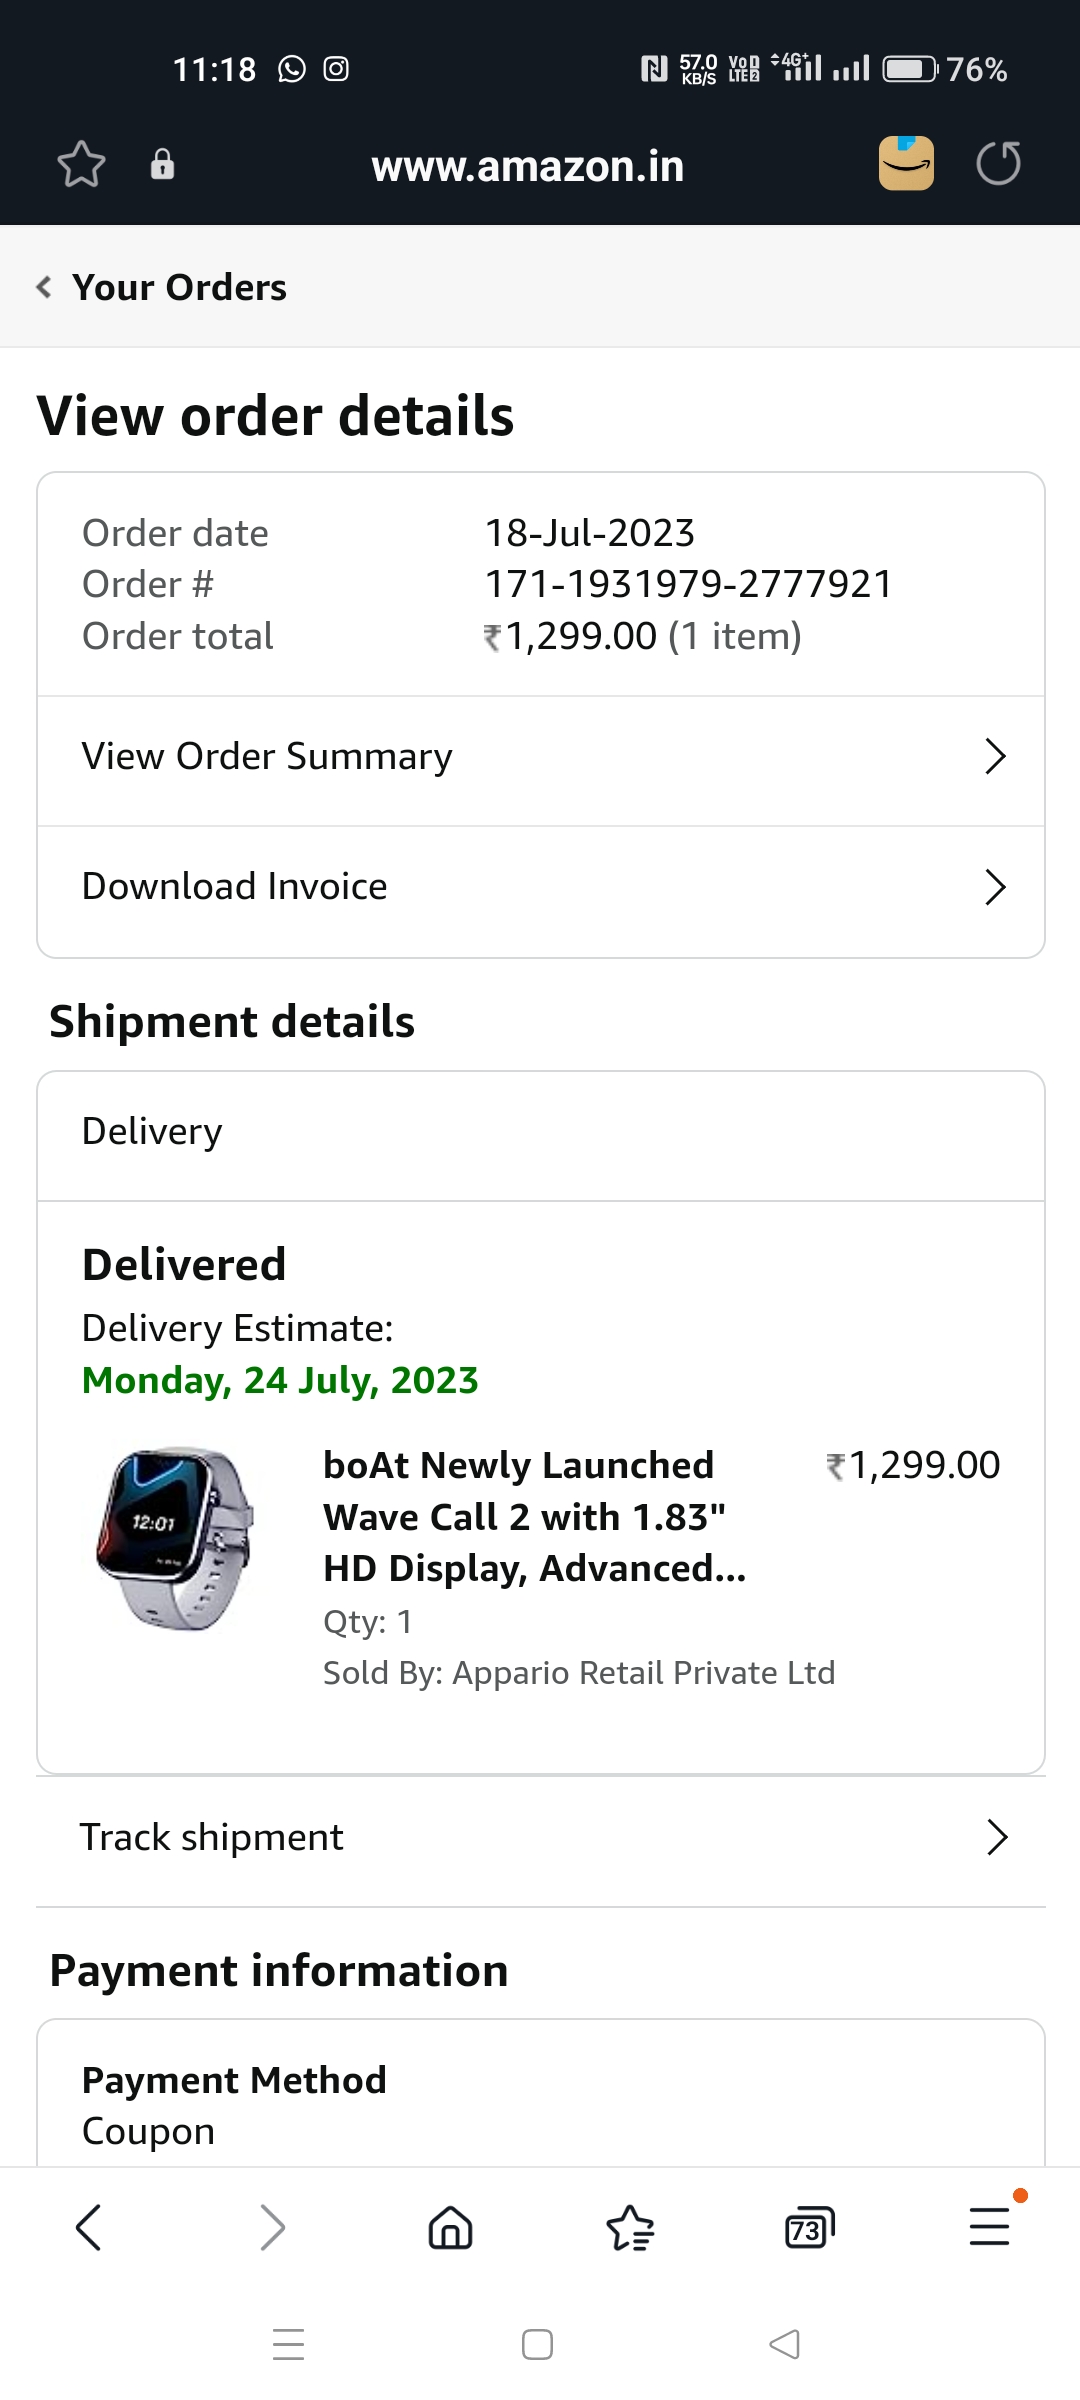 11:18 57.0 KB/S VoD LTE 2 4G+ 76%
www.amazon.in
Your Orders
View order details
Order date 18-Jul-2023
Order # 171-1931979-2777921
Order total ₹1,299.00 (1 item)
View Order Summary
Download Invoice
Shipment details
Delivery
Delivered
Delivery Estimate:
Monday, 24 July, 2023
12:01
boAt Newly Launched ₹1,299.00
Wave Call 2 with 1.83"
HD Display, Advanced...
Qty: 1
Sold By: Appario Retail Private Ltd
Track shipment
Payment information
Payment Method
Coupon
73